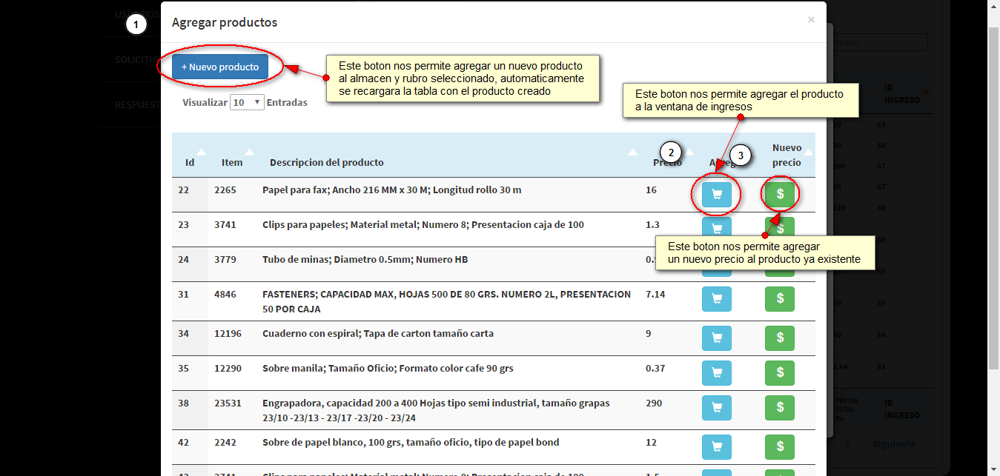 USUARIOS
1
Agregar productos
×
texto
SOLICITU
+ Nuevo producto
Este boton nos permite agregar un nuevo producto
al almacen y rubro seleccionado, automaticamente
se recargara la tabla con el producto creado
Visualizar 10 Entradas
RESPUEST
Este boton nos permite agregar el producto
a la ventana de ingresos
ID
INGRESO
69
68
67
67
66
66
65
65
64
63
2
3
Id Item Descripcion del producto Precio Agreg Nuevo
precio
22 2265 Papel para fax; Ancho 216 MM x 30 M; Longitud rollo 30 m 16 $
23 3741 Clips para papeles; Material metal; Numero 8; Presentacion caja de 100 1.3 $
Este boton nos permite agregar
un nuevo precio al producto ya existente
24 3779 Tubo de minas; Diametro 0.5mm; Numero HB
31 4846 FASTENERS; CAPACIDAD MAX, HOJAS 500 DE 80 GRS. NUMERO 2L, PRESENTACION 7.14 $
50 POR CAJA
34 12196 Cuaderno con espiral; Tapa de carton tamaño carta 9 $
35 12290 Sobre manila; Tamaño Oficio; Formato color cafe 90 grs 0.37 $
38 23531 Engrapadora, capacidad 200 a 400 Hojas tipo semi industrial, tamaño grapas 290 $
23/10 -23/13 - 23/17 -23/20 - 23/24
42 2242 Sobre de papel blanco, 100 grs, tamaño oficio, tipo de papel bond 12 $
43 3741 Clips para papeles; Material metal; Numero 8; Presentacion caja de 100 1.5
PRECIO
TOTAL
Bs.
ID
INGRESO
6 Siguiente